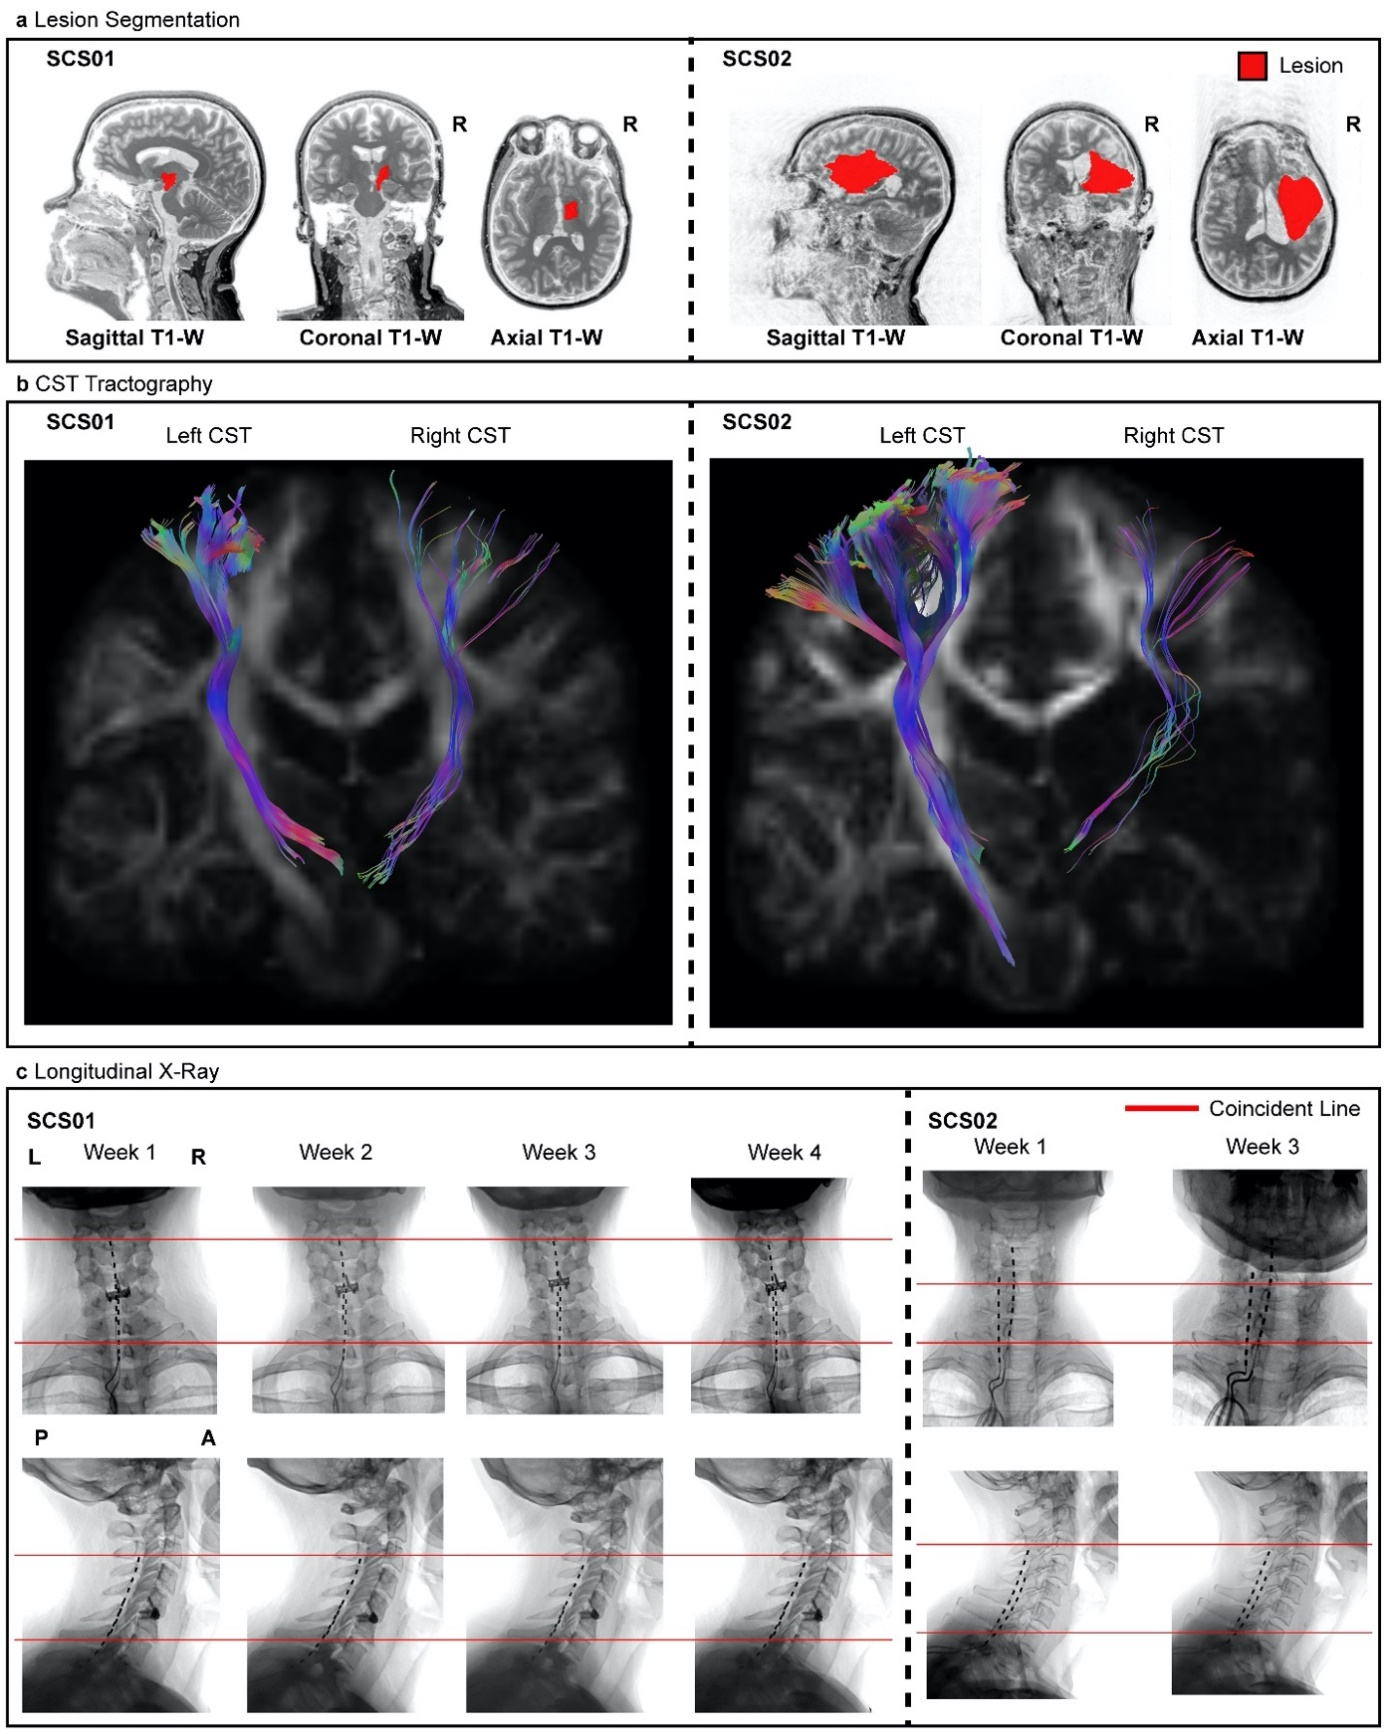 a Lesion Segmentation
SCS01
SCS02
Lesion
R
R
R
R
Sagittal T1-W
Coronal T1-W
Axial T1-W
Sagittal T1-W
Coronal T1-W
Axial T1-W
b CST Tractography
SCS01
Left CST
Right CST
SCS02
Left CST
Right CST
c Longitudinal X-Ray
SCS01
L
Week 1
R
Week 2
Week 3
Week 4
SCS02
Coincident Line
Week 1
Week 3
P
A